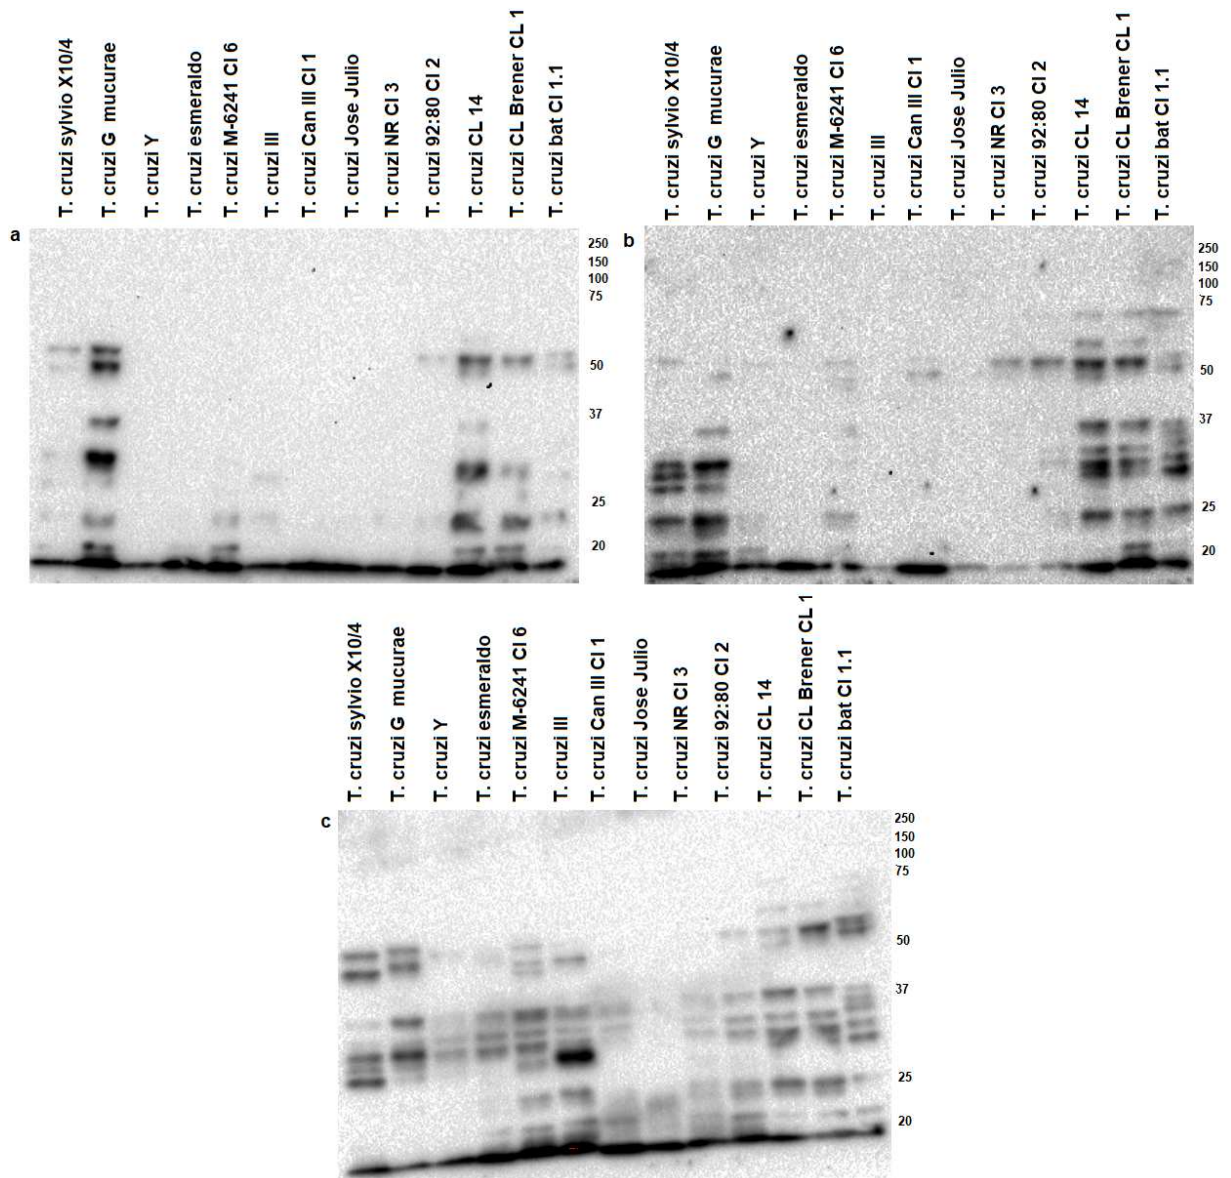 T. cruzi sylvio X10/4
T. cruzi G mucurae
T. cruzi Y
T. cruzi esmeraldo
T. cruzi M-6241 Cl 6
T. cruzi III
T. cruzi Can III Cl 1
T. cruzi Jose Julio
T. cruzi NR Cl 3
T. cruzi 92:80 Cl 2
T. cruzi CL 14
T. cruzi CL Brener CL 1
T. cruzi bat Cl 1.1
a
250
150
100
75
50
37
25
20
T. cruzi sylvio X10/4
T. cruzi G mucurae
T. cruzi Y
T. cruzi esmeraldo
T. cruzi M-6241 Cl 6
T. cruzi III
T. cruzi Can III Cl 1
T. cruzi Jose Julio
T. cruzi NR Cl 3
T. cruzi 92:80 Cl 2
T. cruzi CL 14
T. cruzi CL Brener CL 1
T. cruzi bat Cl 1.1
b
250
150
100
75
50
37
25
20
T. cruzi sylvio X10/4
T. cruzi G mucurae
T. cruzi Y
T. cruzi esmeraldo
T. cruzi M-6241 Cl 6
T. cruzi III
T. cruzi Can III Cl 1
T. cruzi Jose Julio
T. cruzi NR Cl 3
T. cruzi 92:80 Cl 2
T. cruzi CL 14
T. cruzi CL Brener CL 1
T. cruzi bat Cl 1.1
c
250
150
100
75
50
37
25
20